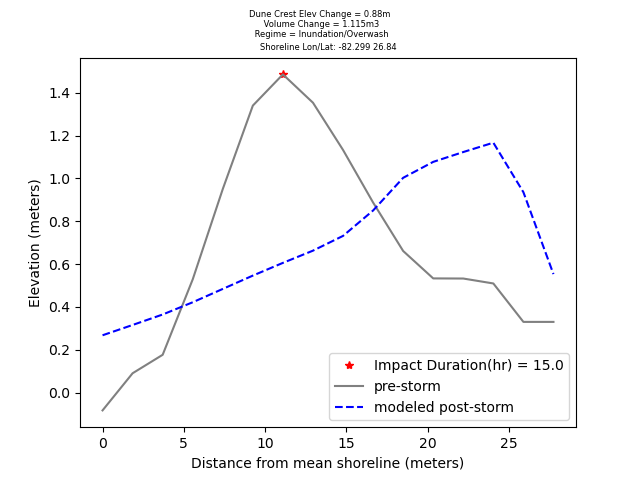 Dune Crest Elev Change = 0.88m
Volume Change = 1.115m3
Regime = Inundation/Overwash
Shoreline Lon/Lat: -82.299 26.84
1.4
1.2
1.0
0.8
0.6
0.4
0.2
0.0
Elevation (meters)
Impact Duration(hr) = 15.0
pre-storm
modeled post-storm
0 5 10 15 20 25
Distance from mean shoreline (meters)